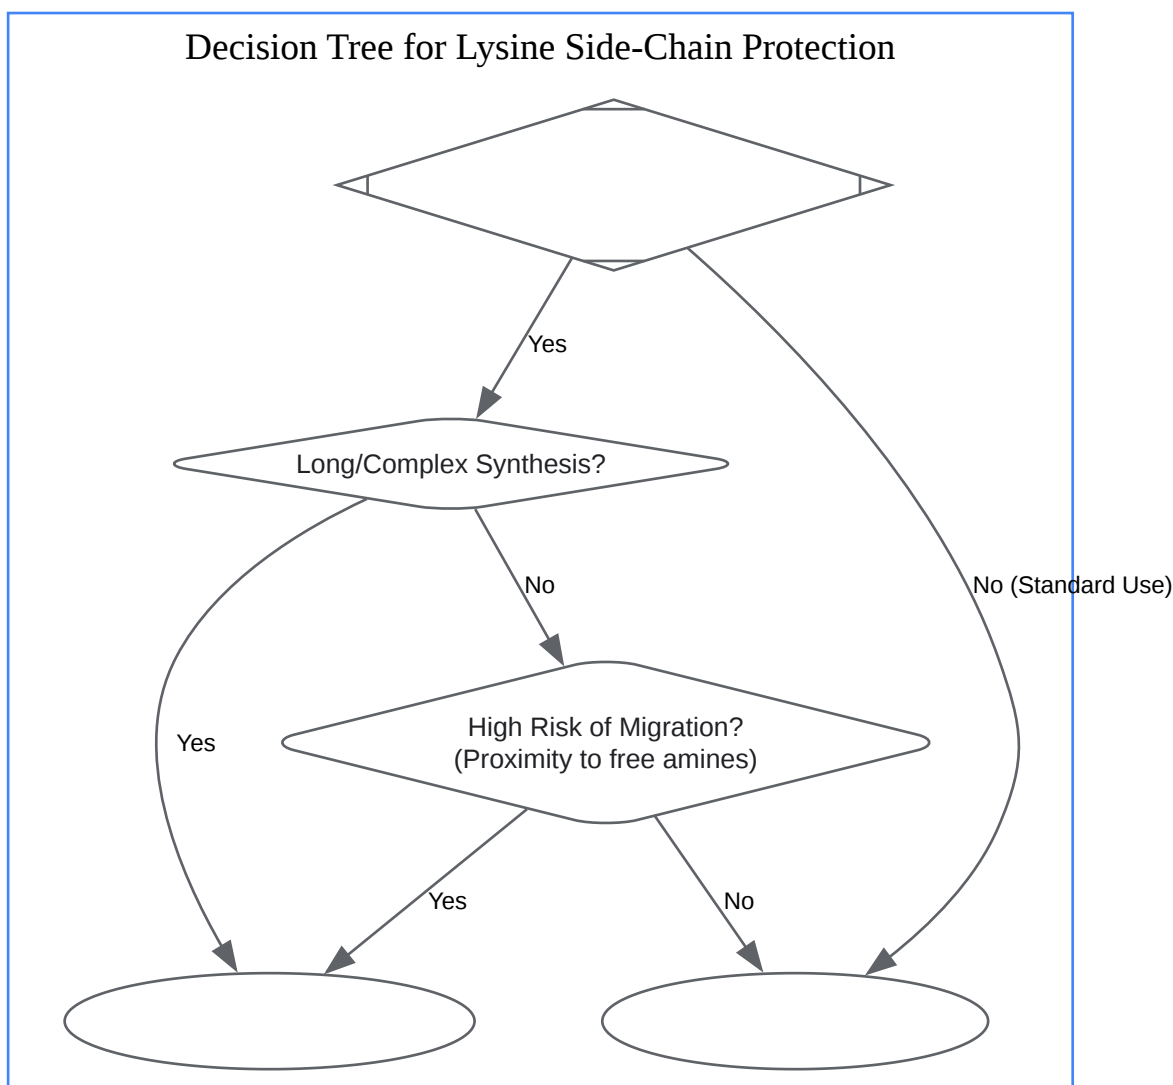 Decision Tree for Lysine Side-Chain Protection
Yes
Long/Complex Synthesis?
No
No (Standard Use)
High Risk of Migration?
(Proximity to free amines)
Yes
Yes
No